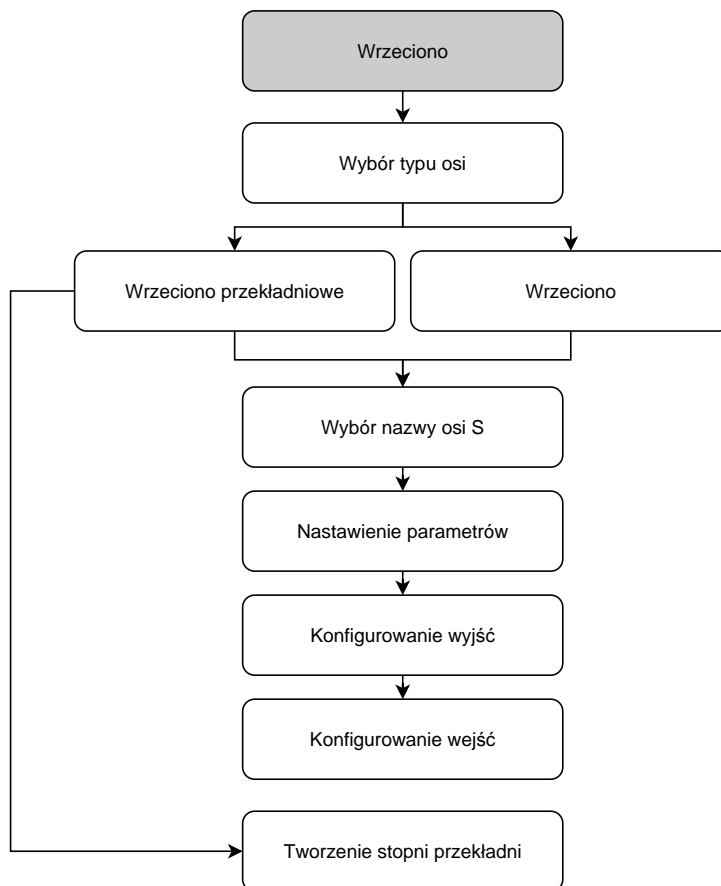 Wrzeciono
Wybór typu osi
Wrzeciono przekładniowe
Wrzeciono
Wybór nazwy osi S
Nastawienie parametrów
Konfigurowanie wyjść
Konfigurowanie wejść
Tworzenie stopni przekładni